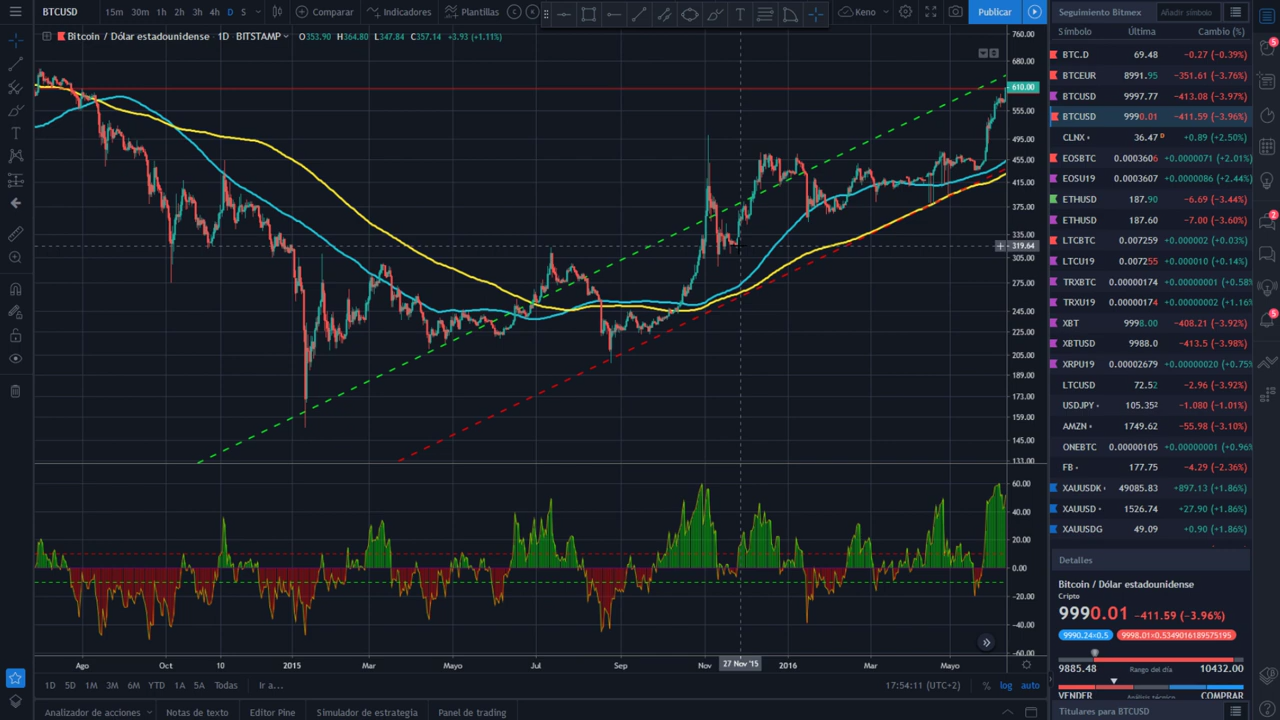 BTCUSD 15m 30m 1h 2h 3h 4h D S Comparar Indicadores Plantillas Keno Publicar
Bitcoin / Dólar estadounidense · 1D BITSTAMP O353.90 H364.80 L347.84 C357.14 +3.93 (+1.11%)
760.00
680.00
610.00
555.00
495.00
455.00
415.00
375.00
335.00
319.64
305.00
275.00
245.00
225.00
205.00
189.00
173.00
159.00
145.00
133.00
60.00
40.00
20.00
0.00
−20.00
−40.00
−60.00
Ago Oct 10 2015 Mar Mayo Jul Sep Nov 27 Nov '15 2016 Mar Mayo
1D 5D 1M 3M 6M YTD 1A 5A Todas Ir a... 17:54:11 (UTC+2) % log auto
Analizador de acciones Notas de texto Editor Pine Simulador de estrategia Panel de trading
Seguimiento Bitmex Añadir símbolo
Símbolo Última Cambio (%)
BTC.D 69.48 −0.27 (−0.39%)
BTCEUR 8991.95 −351.61 (−3.76%)
BTCUSD 9997.77 −413.08 (−3.97%)
BTCUSD 9990.01 −411.59 (−3.96%)
CLNX 36.47 D +0.89 (+2.50%)
EOSBTC 0.0003606 +0.0000071 (+2.01%)
EOSU19 0.0003607 +0.0000086 (+2.44%)
ETHUSD 187.90 −6.69 (−3.44%)
ETHUSD 187.60 −7.00 (−3.60%)
LTCBTC 0.007259 +0.000002 (+0.03%)
LTCU19 0.007255 +0.000010 (+0.14%)
TRXBTC 0.00000174 +0.00000001 (+0.58%
TRXU19 0.00000174 +0.00000002 (+1.16%
XBT 9998.00 −408.21 (−3.92%)
XBTUSD 9988.0 −413.5 (−3.98%)
XRPU19 0.00002679 +0.00000020 (+0.75%
LTCUSD 72.52 −2.96 (−3.92%)
USDJPY 105.352 −1.080 (−1.01%)
AMZN 1749.62 −55.98 (−3.10%)
ONEBTC 0.00000105 +0.00000001 (+0.96%
FB 177.75 −4.29 (−2.36%)
XAUUSDK 49085.83 +897.13 (+1.86%)
XAUUSD 1526.74 +27.90 (+1.86%)
XAUUSDG 49.09 +0.90 (+1.86%)
Detalles
Bitcoin / Dólar estadounidense
Cripto
9990.01 −411.59 (−3.96%)
9990.24×0.5 9998.01×0.5349016189575195
9885.48 Rango del día 10432.00
VENDER Análisis técnico COMPRAR
Titulares para BTCUSD